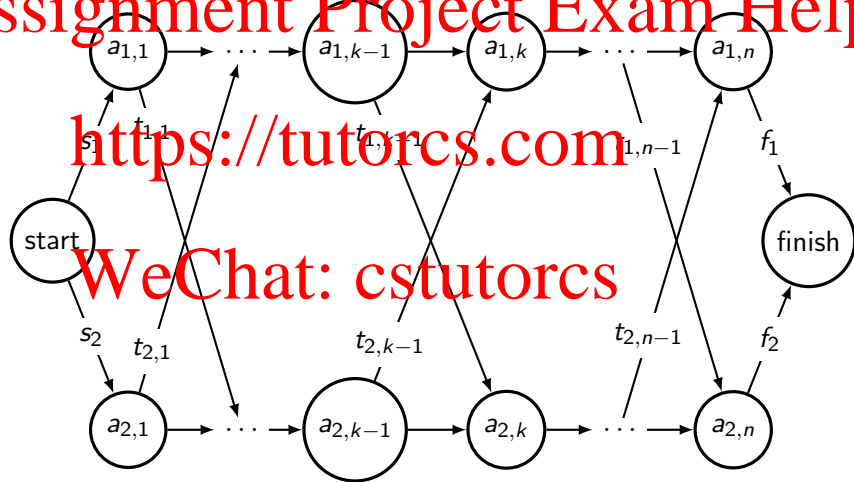 Assignment Project Exam Help
a1,1 ··· a1,k−1 a1,k ··· a1,n
https://tutorcs.com
s1 t1,1 t1,k−1 t1,n−1 f1
start finish
WeChat: cstutorcs
s2 t2,1 t2,k−1 t2,n−1 f2
a2,1 ··· a2,k−1 a2,k ··· a2,n